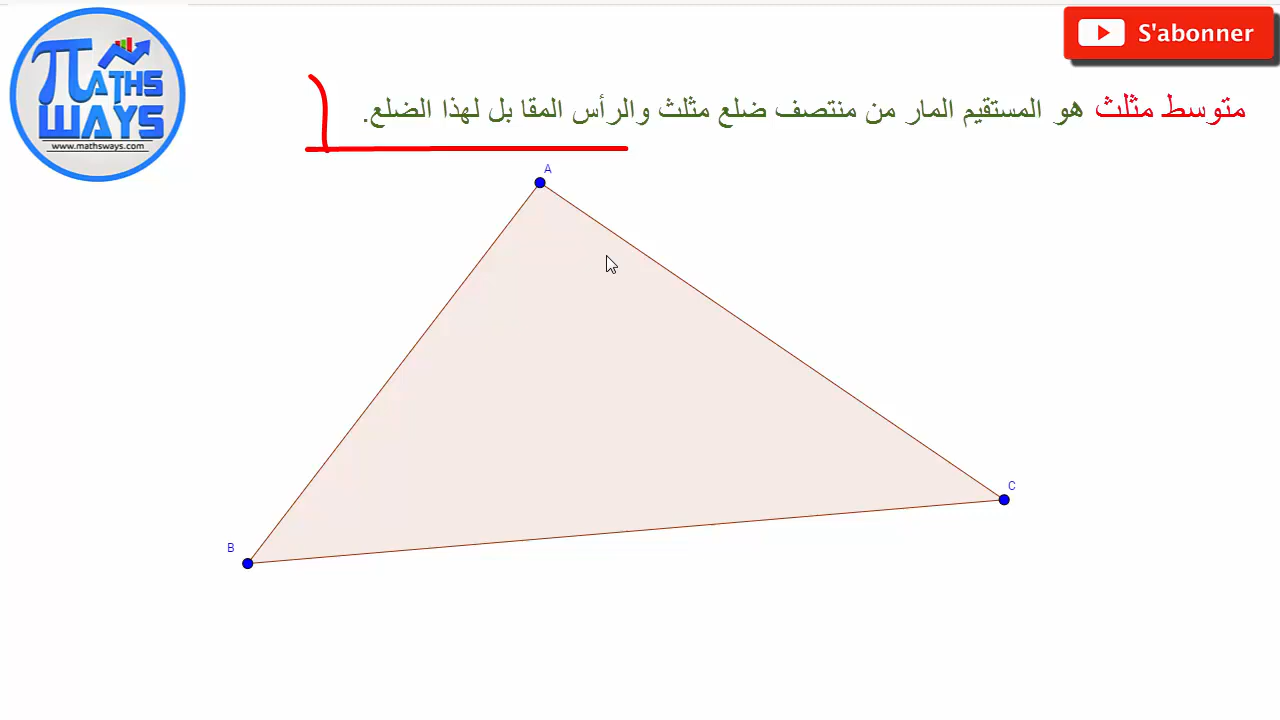 πATHS
WAYS
www.mathsways.com
S'abonner
متوسط مثلث هو المستقيم المار من منتصف ضلع مثلث والرأس المقا بل لهذا الضلع.
A
C
B